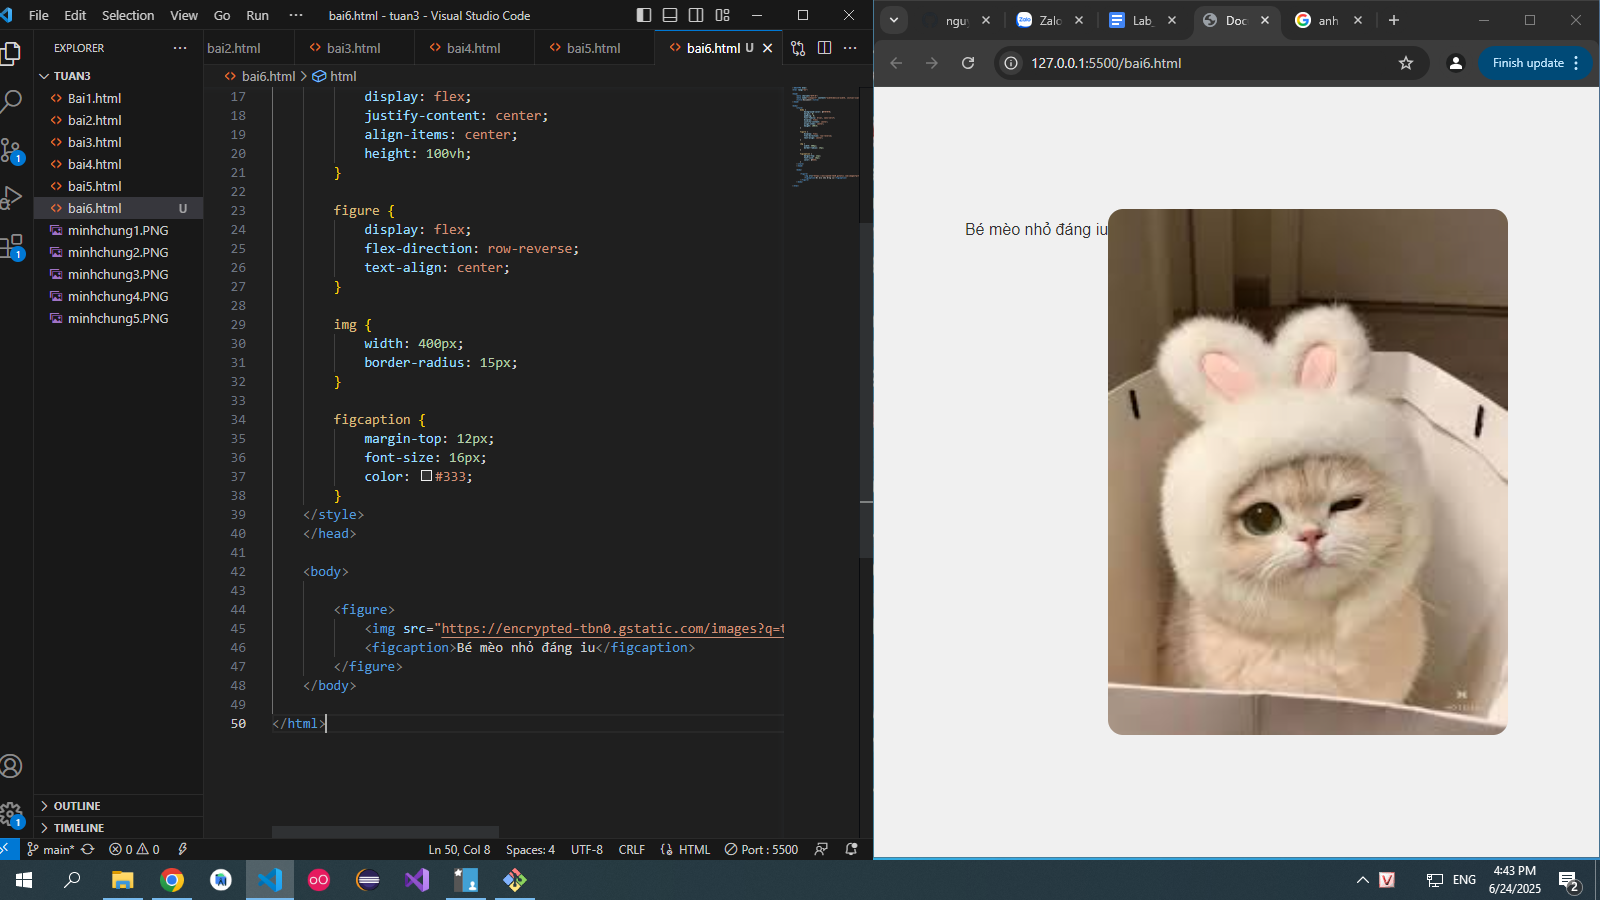 File Edit Selection View Go Run ··· bai6.html - tuan3 - Visual Studio Code
EXPLORER ···
bai2.html bai3.html bai4.html bai5.html bai6.html U
TUAN3
Bai1.html
bai2.html
bai3.html
bai4.html
bai5.html
bai6.html U
minhchung1.PNG
minhchung2.PNG
minhchung3.PNG
minhchung4.PNG
minhchung5.PNG
OUTLINE
TIMELINE
1
1
1
bai6.html > html
17 display: flex;
18 justify-content: center;
19 align-items: center;
20 height: 100vh;
21 }
22
23 figure {
24 display: flex;
25 flex-direction: row-reverse;
26 text-align: center;
27 }
28
29 img {
30 width: 400px;
31 border-radius: 15px;
32 }
33
34 figcaption {
35 margin-top: 12px;
36 font-size: 16px;
37 color: #333;
38 }
39 </style>
40 </head>
41
42 <body>
43
44 <figure>
45 <img src="https://encrypted-tbn0.gstatic.com/images?q=t
46 <figcaption>Bé mèo nhỏ đáng iu</figcaption>
47 </figure>
48 </body>
49
50 </html>
main* 0 0 Ln 50, Col 8 Spaces: 4 UTF-8 CRLF HTML Port : 5500
nguy Zalo Lab_ Doc anh
127.0.0.1:5500/bai6.html Finish update
Bé mèo nhỏ đáng iu
ENG 4:43 PM
6/24/2025 2